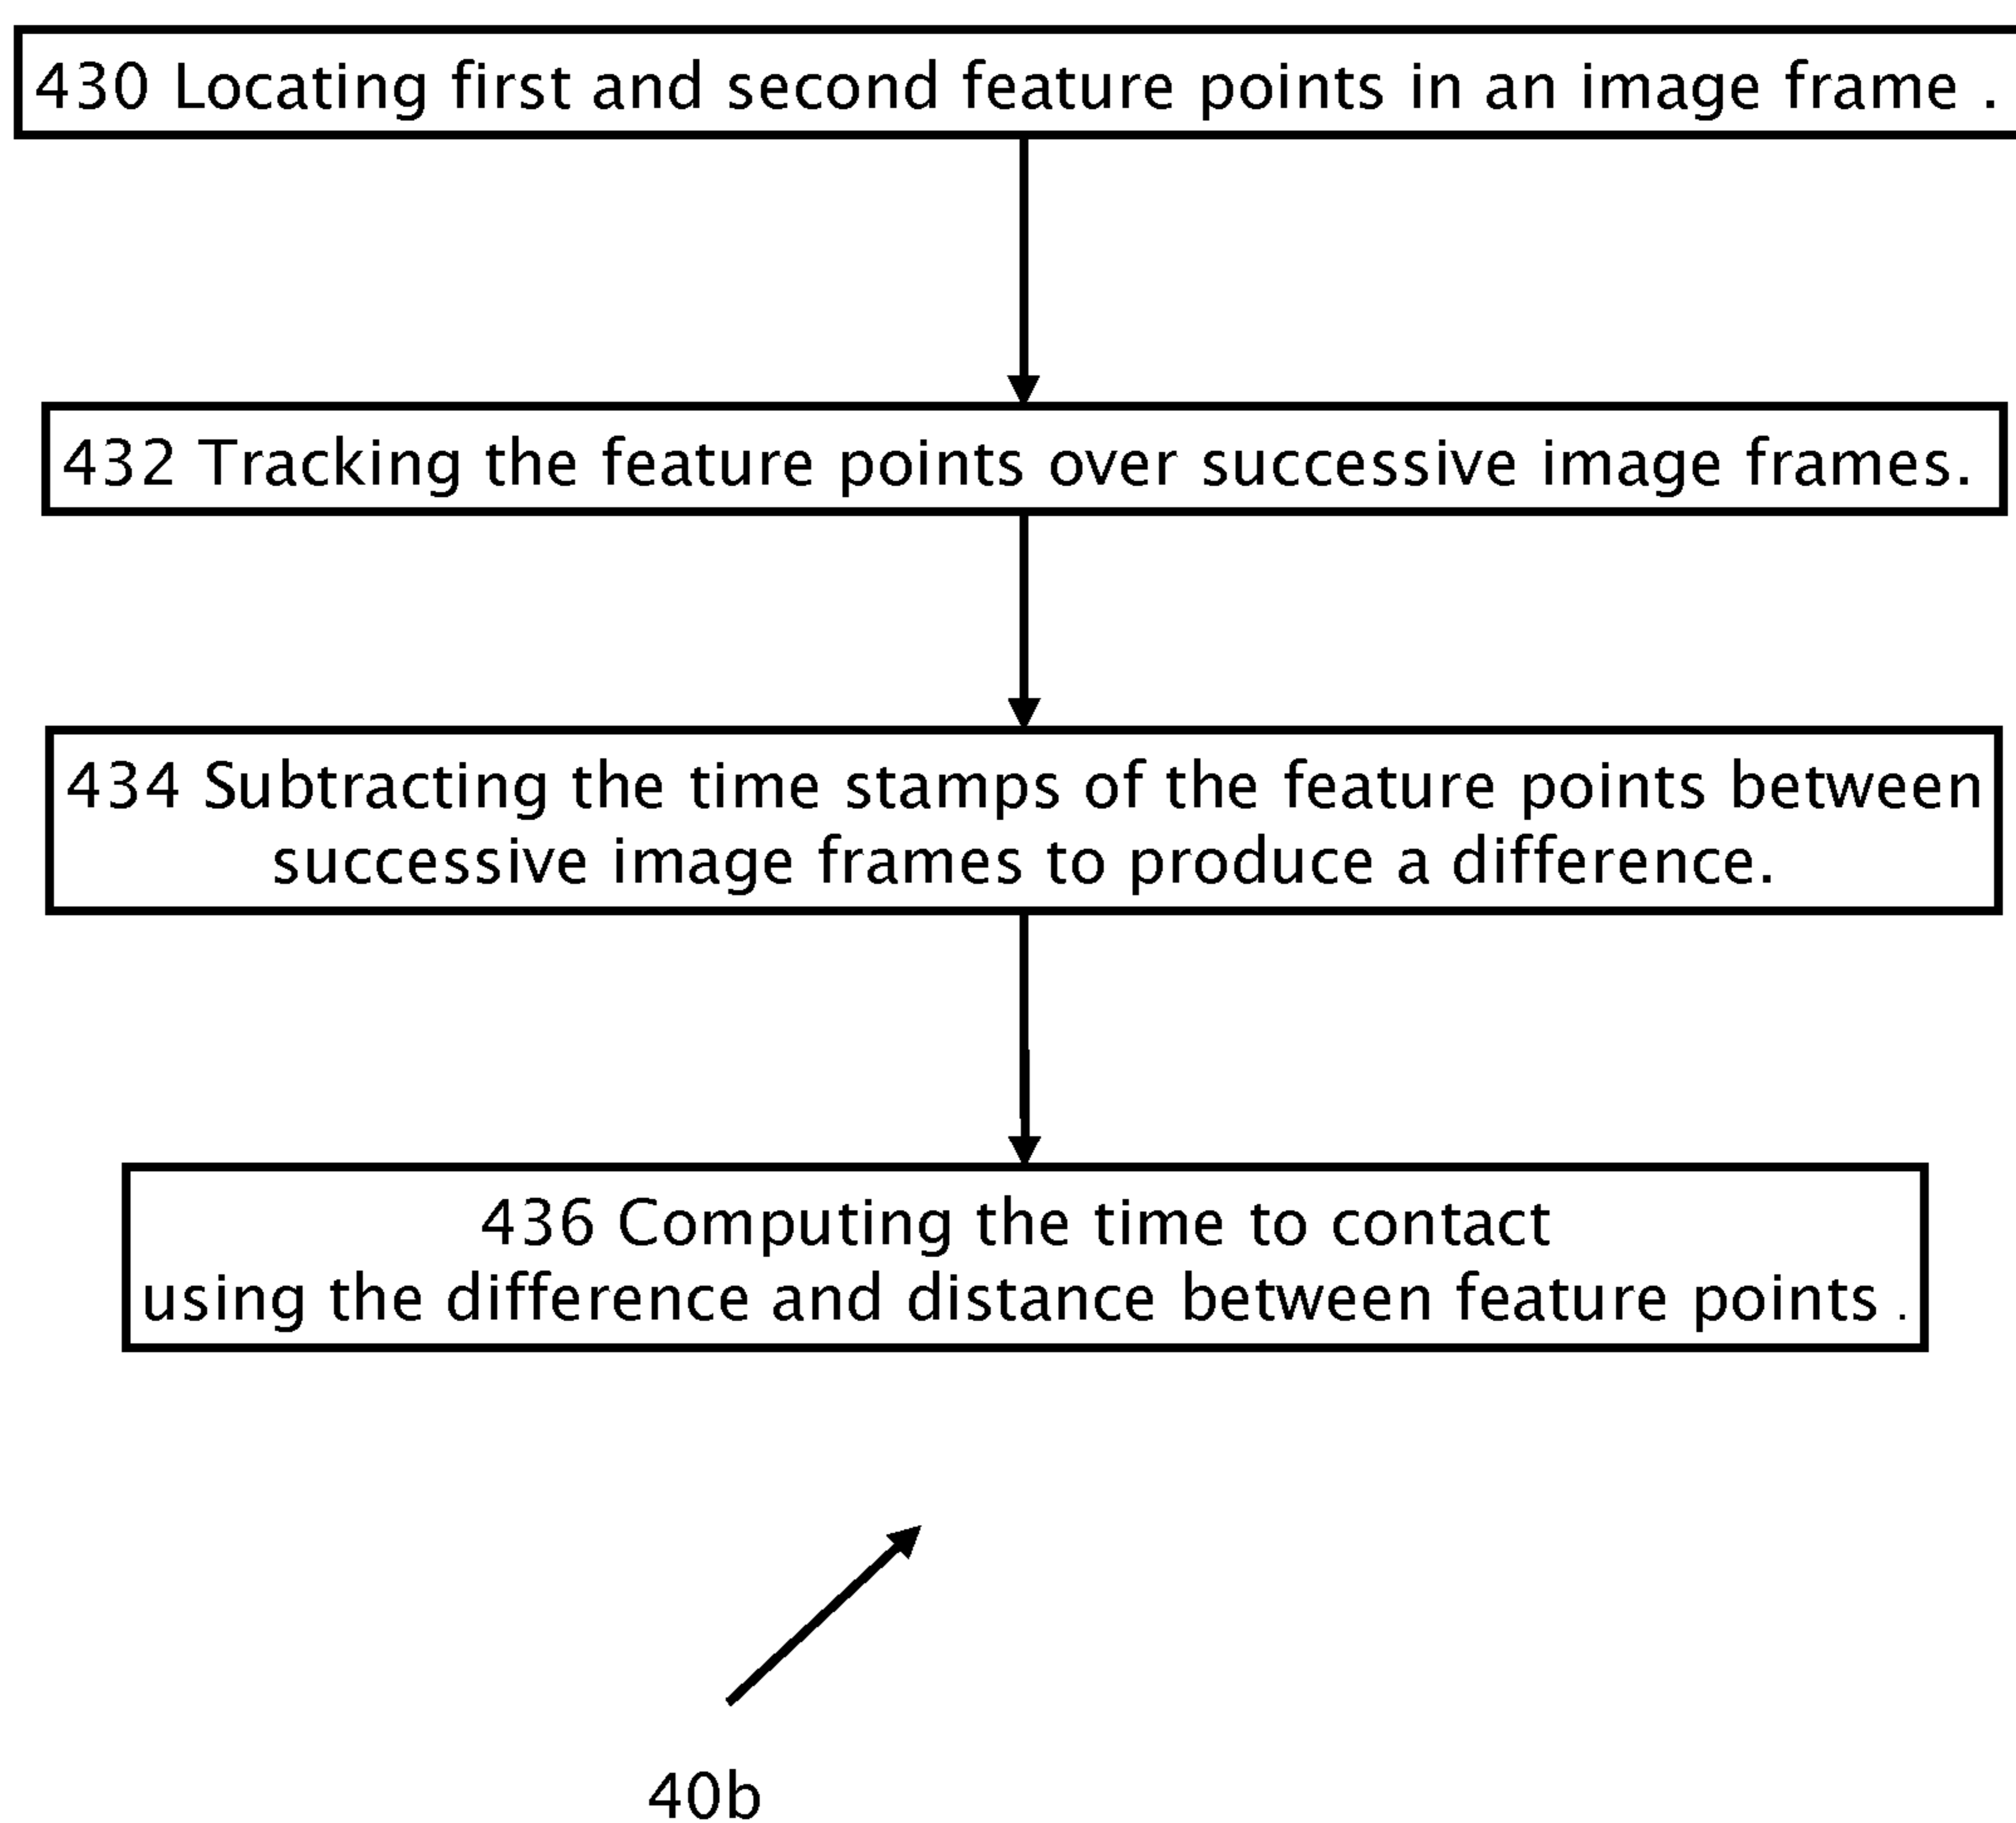 430 Locating first and second feature points in an image frame .
432 Tracking the feature points over successive image frames.
434 Subtracting the time stamps of the feature points between
successive image frames to produce a difference.
436 Computing the time to contact
using the difference and distance between feature points .
40b